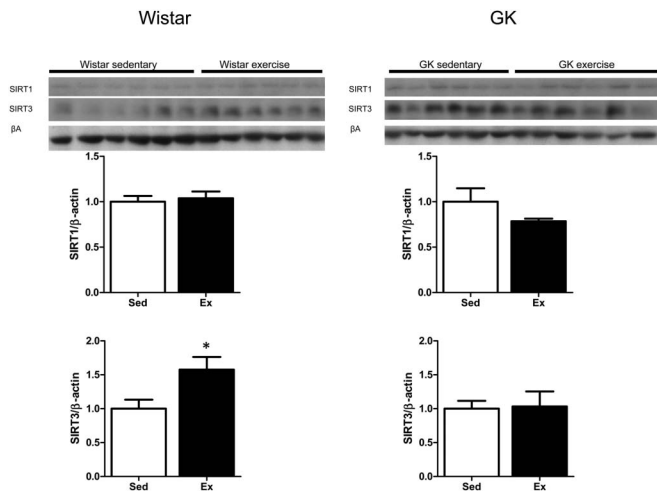 Wistar GK
Wistar sedentary Wistar exercise GK sedentary GK exercise
SIRT1 SIRT1
SIRT3 SIRT3
βA βA
SIRT1/β-actin
1.5
1.0
0.5
0.0
Sed Ex
SIRT1/β-actin
1.5
1.0
0.5
0.0
Sed Ex
SIRT3/β-actin
2.0
1.5
1.0
0.5
0.0
*
Sed Ex
SIRT3/β-actin
2.0
1.5
1.0
0.5
0.0
Sed Ex